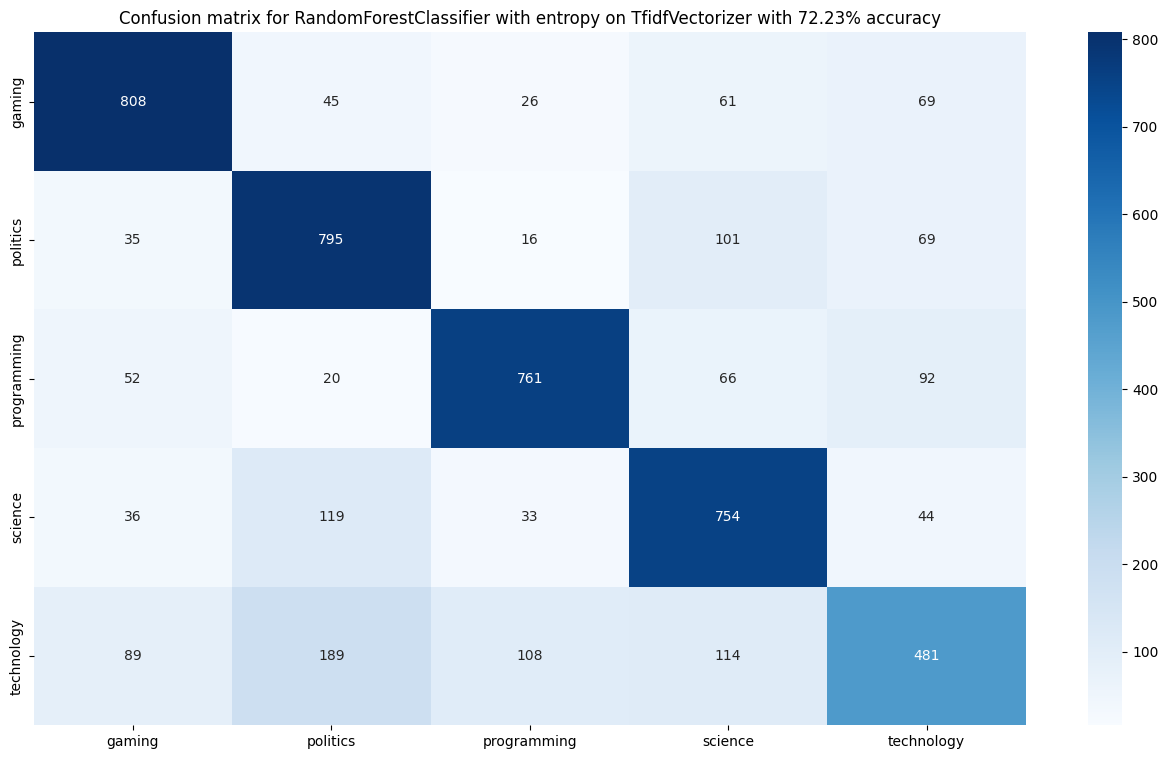 Confusion matrix for RandomForestClassifier with entropy on TfidfVectorizer with 72.23% accuracy
gaming 808 45 26 61 69
politics 35 795 16 101 69
programming 52 20 761 66 92
science 36 119 33 754 44
technology 89 189 108 114 481
gaming politics programming science technology
800
700
600
500
400
300
200
100